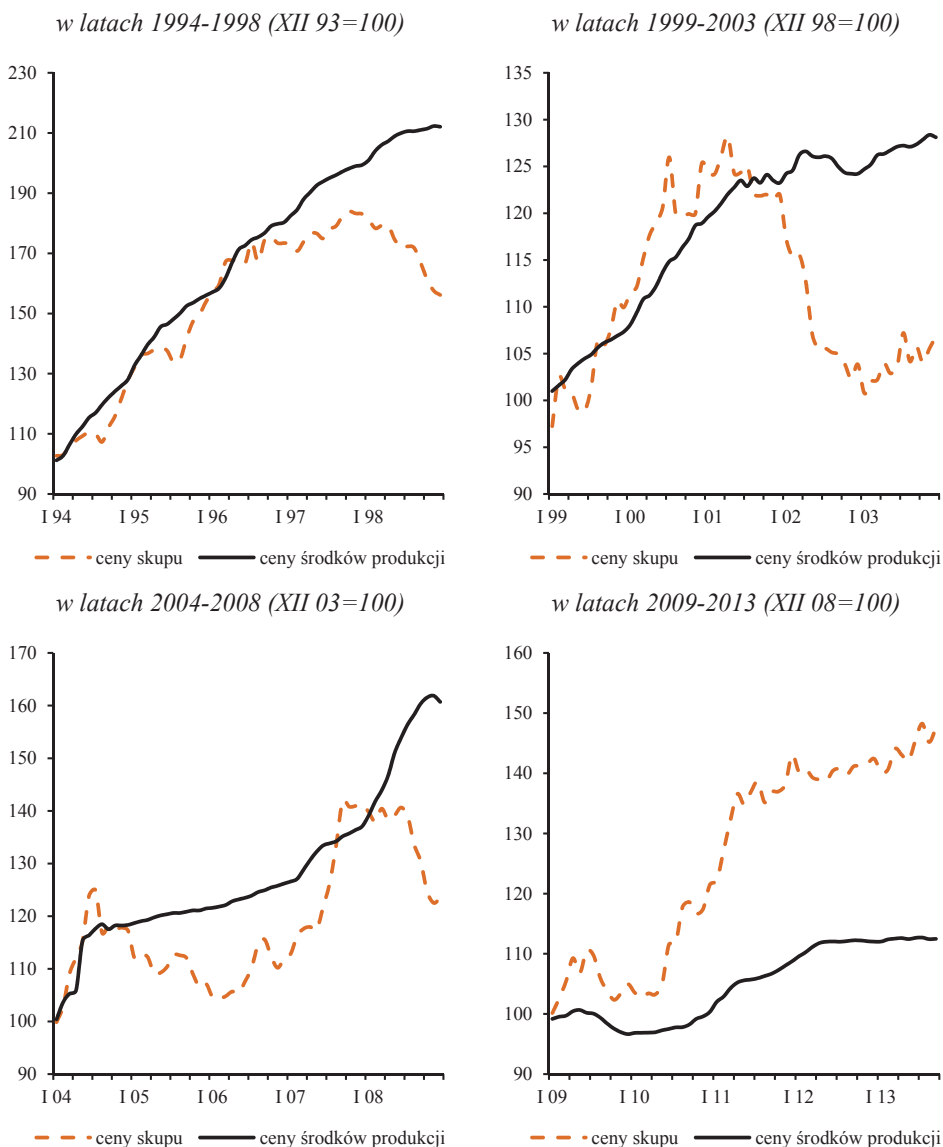 w latach 1994-1998 (XII 93=100)
230
210
190
170
150
130
110
90
I 94 I 95 I 96 I 97 I 98
ceny skupu ceny środków produkcji
w latach 1999-2003 (XII 98=100)
135
130
125
120
115
110
105
100
95
90
I 99 I 00 I 01 I 02 I 03
ceny skupu ceny środków produkcji
w latach 2004-2008 (XII 03=100)
170
160
150
140
130
120
110
100
90
I 04 I 05 I 06 I 07 I 08
ceny skupu ceny środków produkcji
w latach 2009-2013 (XII 08=100)
160
150
140
130
120
110
100
90
I 09 I 10 I 11 I 12 I 13
ceny skupu ceny środków produkcji